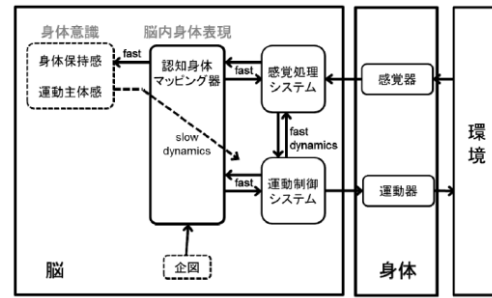 身体意識
脳内身体表現
身体保持感
運動主体感
fast
認知身体
マッピング器
fast
感覚処理
システム
感覚器
環
境
slow
dynamics
fast
dynamics
fast
運動制御
システム
運動器
企図
脳
身体